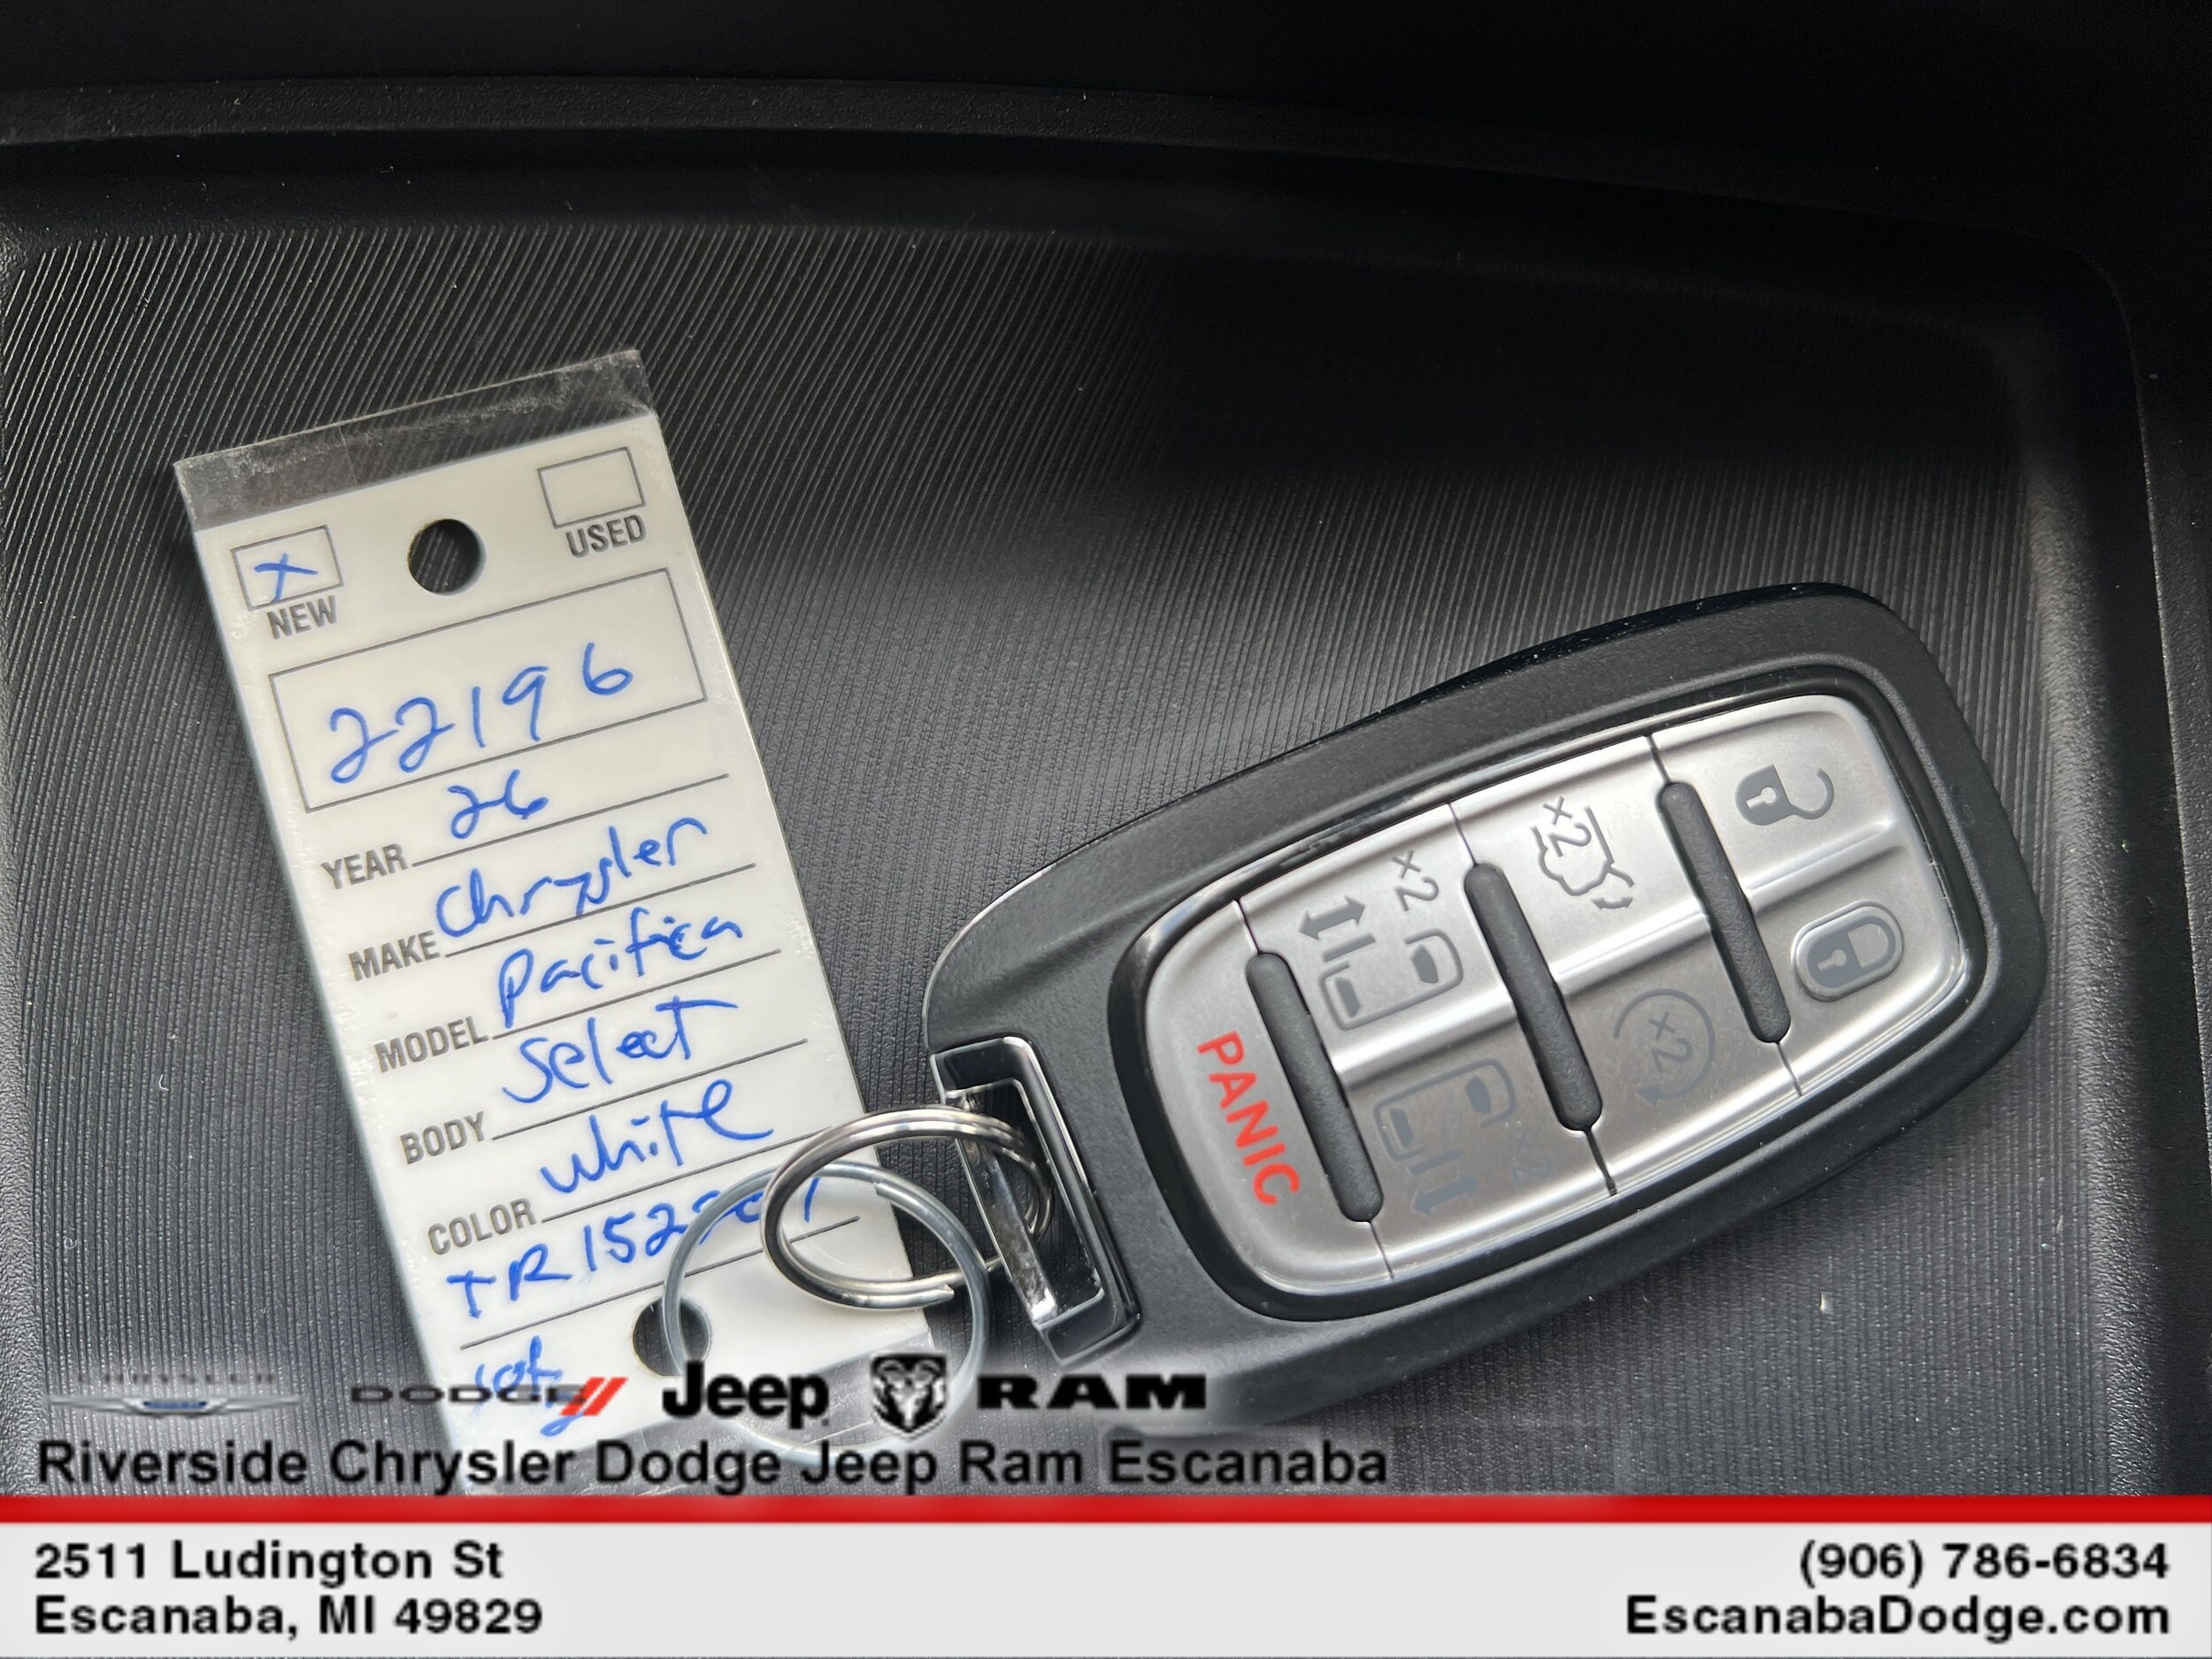 USED
x
NEW
22196
YEAR 26
MAKE Chrysler
MODEL Pacifica
BODY Select
COLOR white
x2
x2
x2
x2
PANIC
DODGE Jeep RAM
Riverside Chrysler Dodge Jeep Ram Escanaba
2511 Ludington St
Escanaba, MI 49829
(906) 786-6834
EscanabaDodge.com